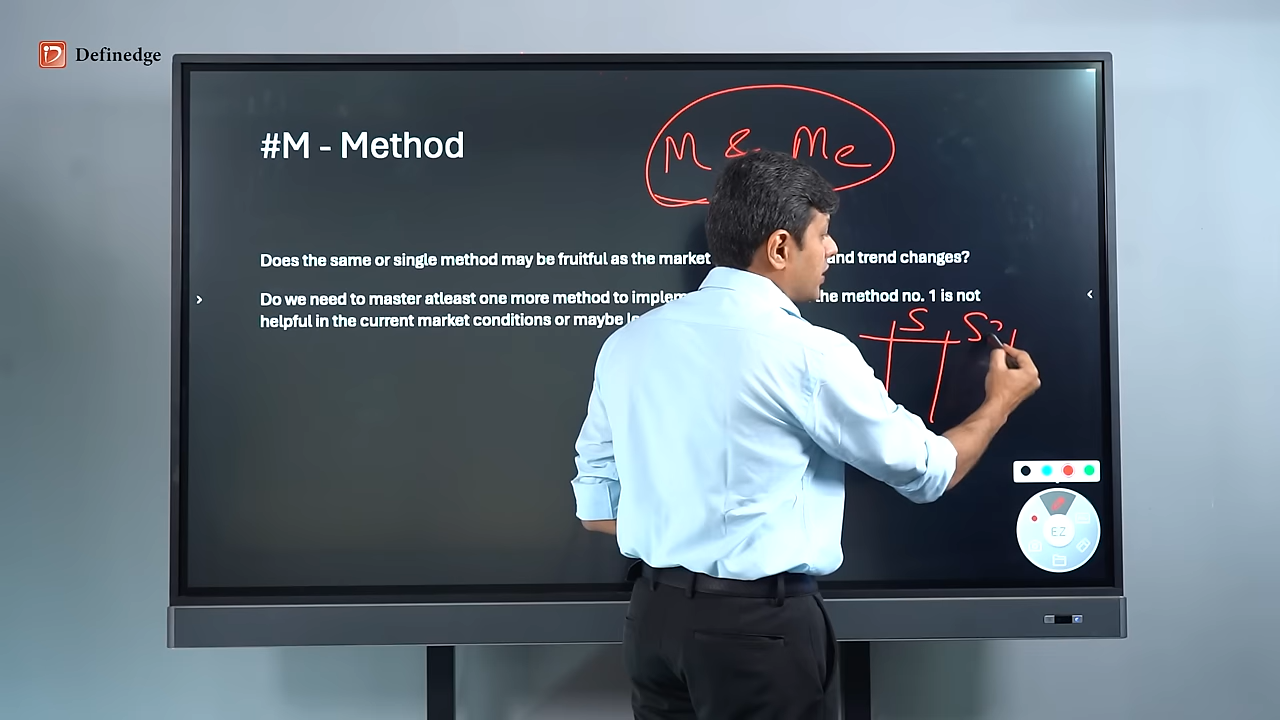 Definedge
#M - Method
M & Me
Does the same or single method may be fruitful as the market and trend changes?
Do we need to master atleast one more method to the method no. 1 is not
helpful in the current market conditions or maybe
S S2
EZ